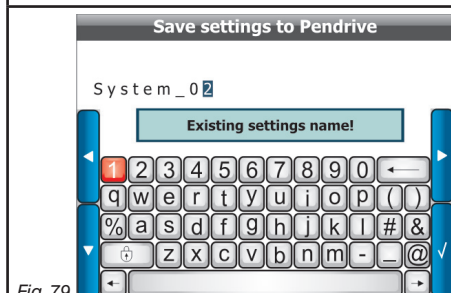 Save settings to Pendrive
System_02
Existing settings name!
1 2 3 4 5 6 7 8 9 0 ←
q w e r t y u i o p ( )
% a s d f g h j k l # &
z x c v b n m - _ @ √
← →
Fig. 79